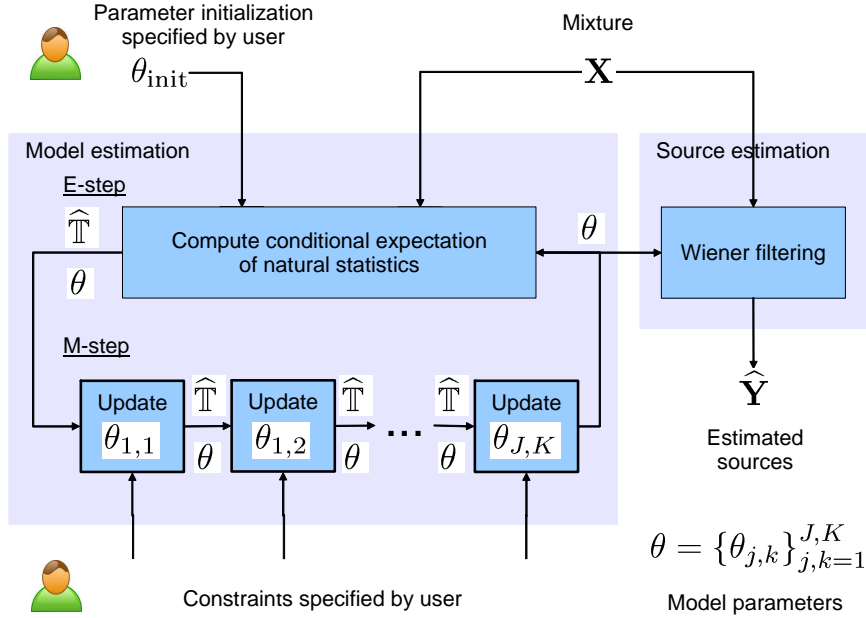 Parameter initialization
specified by user
θ_init
Mixture
X
Model estimation
Source estimation
E-step
𝕋̂
θ
Compute conditional expectation
of natural statistics
θ
Wiener filtering
M-step
Update
θ_{1,1}
𝕋̂
θ
Update
θ_{1,2}
𝕋̂
θ
...
𝕋̂
θ
Update
θ_{J,K}
Ŷ
Estimated
sources
θ = {θ_{j,k}}_{j,k=1}^{J,K}
Constraints specified by user
Model parameters